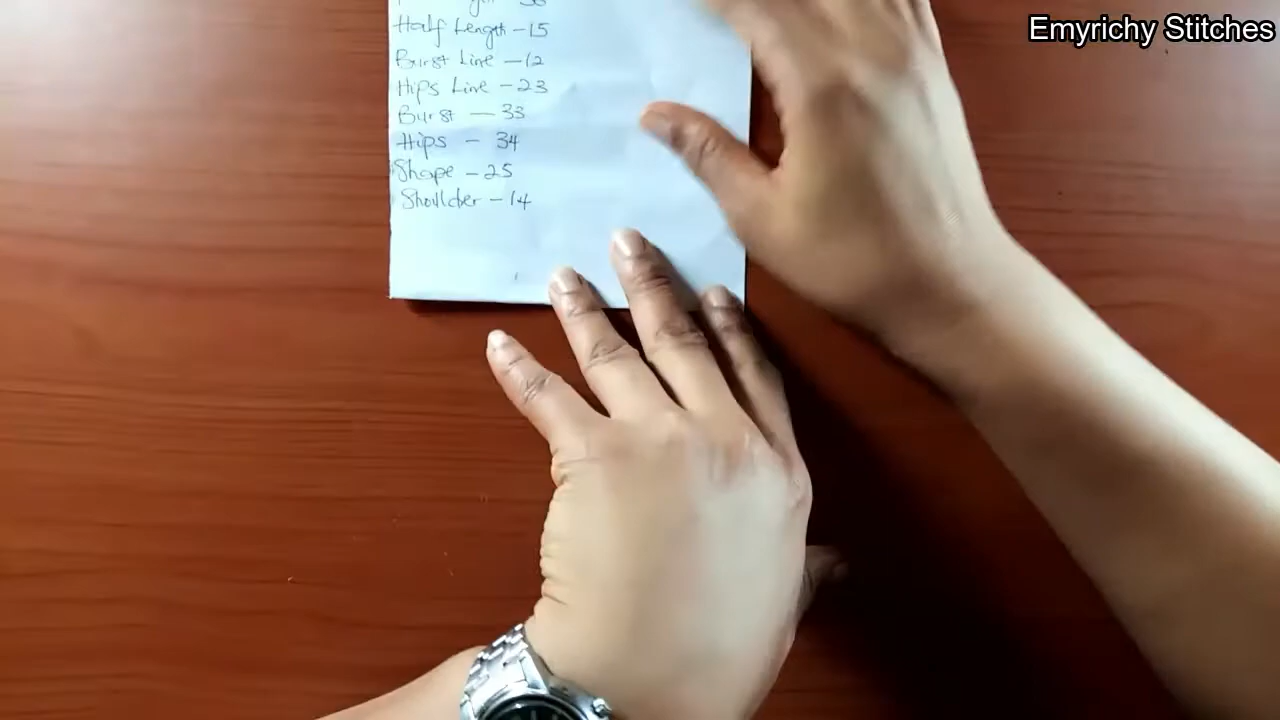 Emyrichy Stitches
Half Length - 15
Burst Line - 12
Hips Line - 23
Burst - 33
Hips - 34
Shape - 25
Shoulder - 14